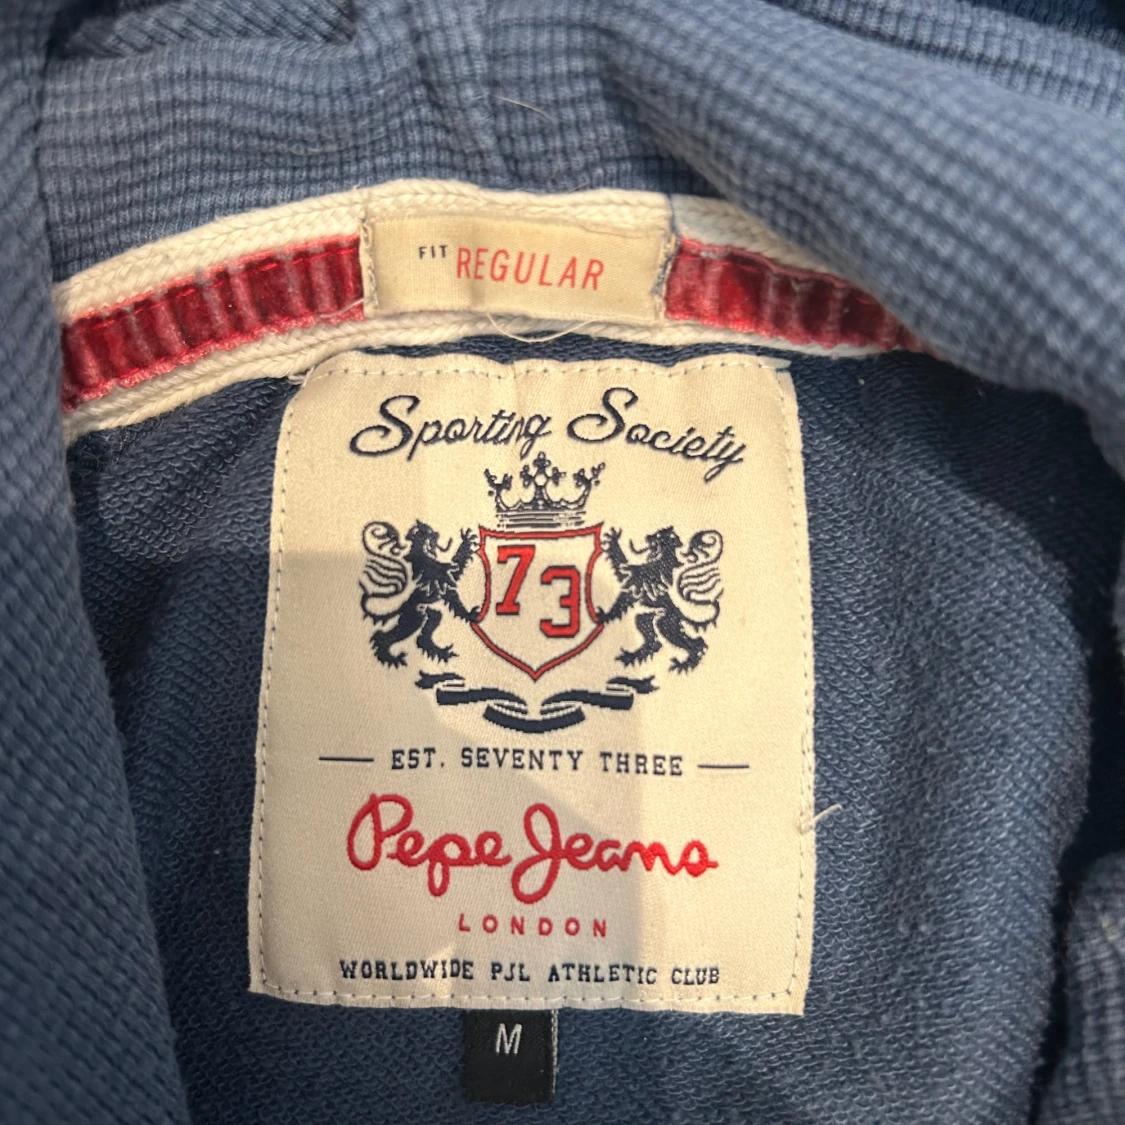 FIT REGULAR
Sporting Society
73
EST. SEVENTY THREE
Pepe Jeans
LONDON
WORLDWIDE PJL ATHLETIC CLUB
M